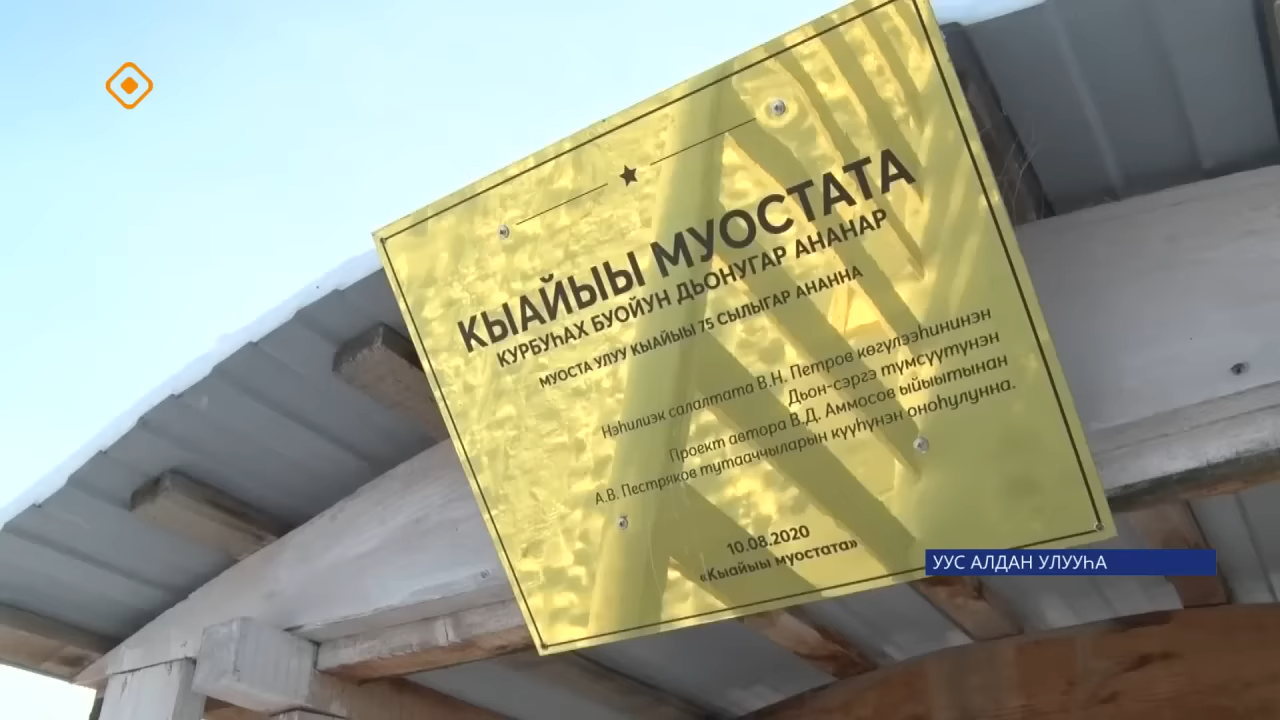 КЫАЙЫЫ МУОСТАТА
КУРБУҺАХ БУОЙУН ДЬОНУГАР АНАНАР
МУОСТА УЛУУ КЫАЙЫЫ 75 СЫЛЫГАР АНАННА
Нэһилиэк салалтата В.Н. Петров көгүлээһинининэн
Дьон-сэргэ түмсүүтүнэн
Проект автора В.Д. Аммосов ыйыытынан
А.В. Пестряков тутааччыларын күүһүнэн оноһулунна.
10.08.2020
«Кыайыы муостата»
УУС АЛДАН УЛУУҺА